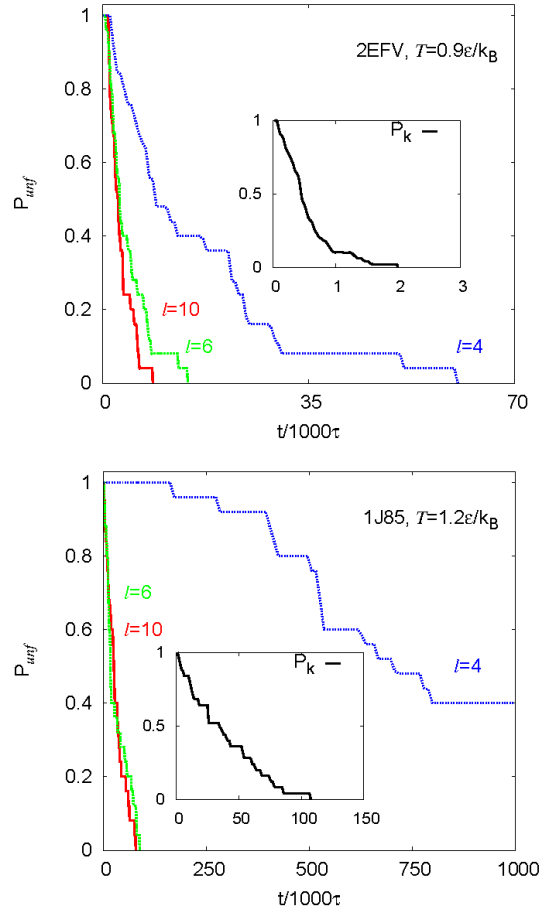 1
0.8
0.6
0.4
0.2
0
P_unf
2EFV, T=0.9ε/k_B
P_k
1
0.5
0
0 1 2 3
l=10
l=6
l=4
0 35 70
t/1000τ
1
0.8
0.6
0.4
0.2
0
P_unf
1J85, T=1.2ε/k_B
l=6
l=10
l=4
P_k
1
0.5
0
0 50 100 150
0 250 500 750 1000
t/1000τ